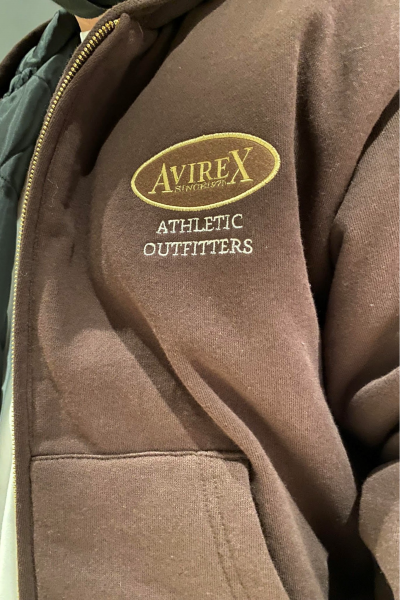 AVIREX
SINCE 1975
ATHLETIC
OUTFITTERS